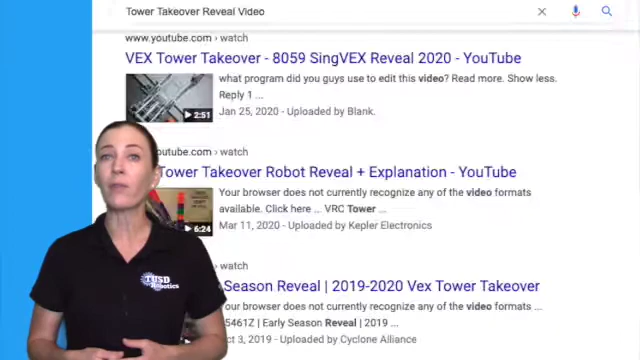 Tower Takeover Reveal Video
www.youtube.com › watch
VEX Tower Takeover - 8059 SingVEX Reveal 2020 - YouTube
what program did you guys use to edit this video? Read more. Show less.
Reply 1 ...
2:51
Jan 25, 2020 - Uploaded by Blank.
outube.com › watch
Tower Takeover Robot Reveal + Explanation - YouTube
Your browser does not currently recognize any of the video formats
available. Click here ... VRC Tower ...
6:24
Mar 11, 2020 - Uploaded by Kepler Electronics
› watch
Season Reveal | 2019-2020 Vex Tower Takeover
our browser does not currently recognize any of the video formats ...
5461Z | Early Season Reveal | 2019 ...
ct 3, 2019 - Uploaded by Cyclone Alliance
TUSD
Robotics